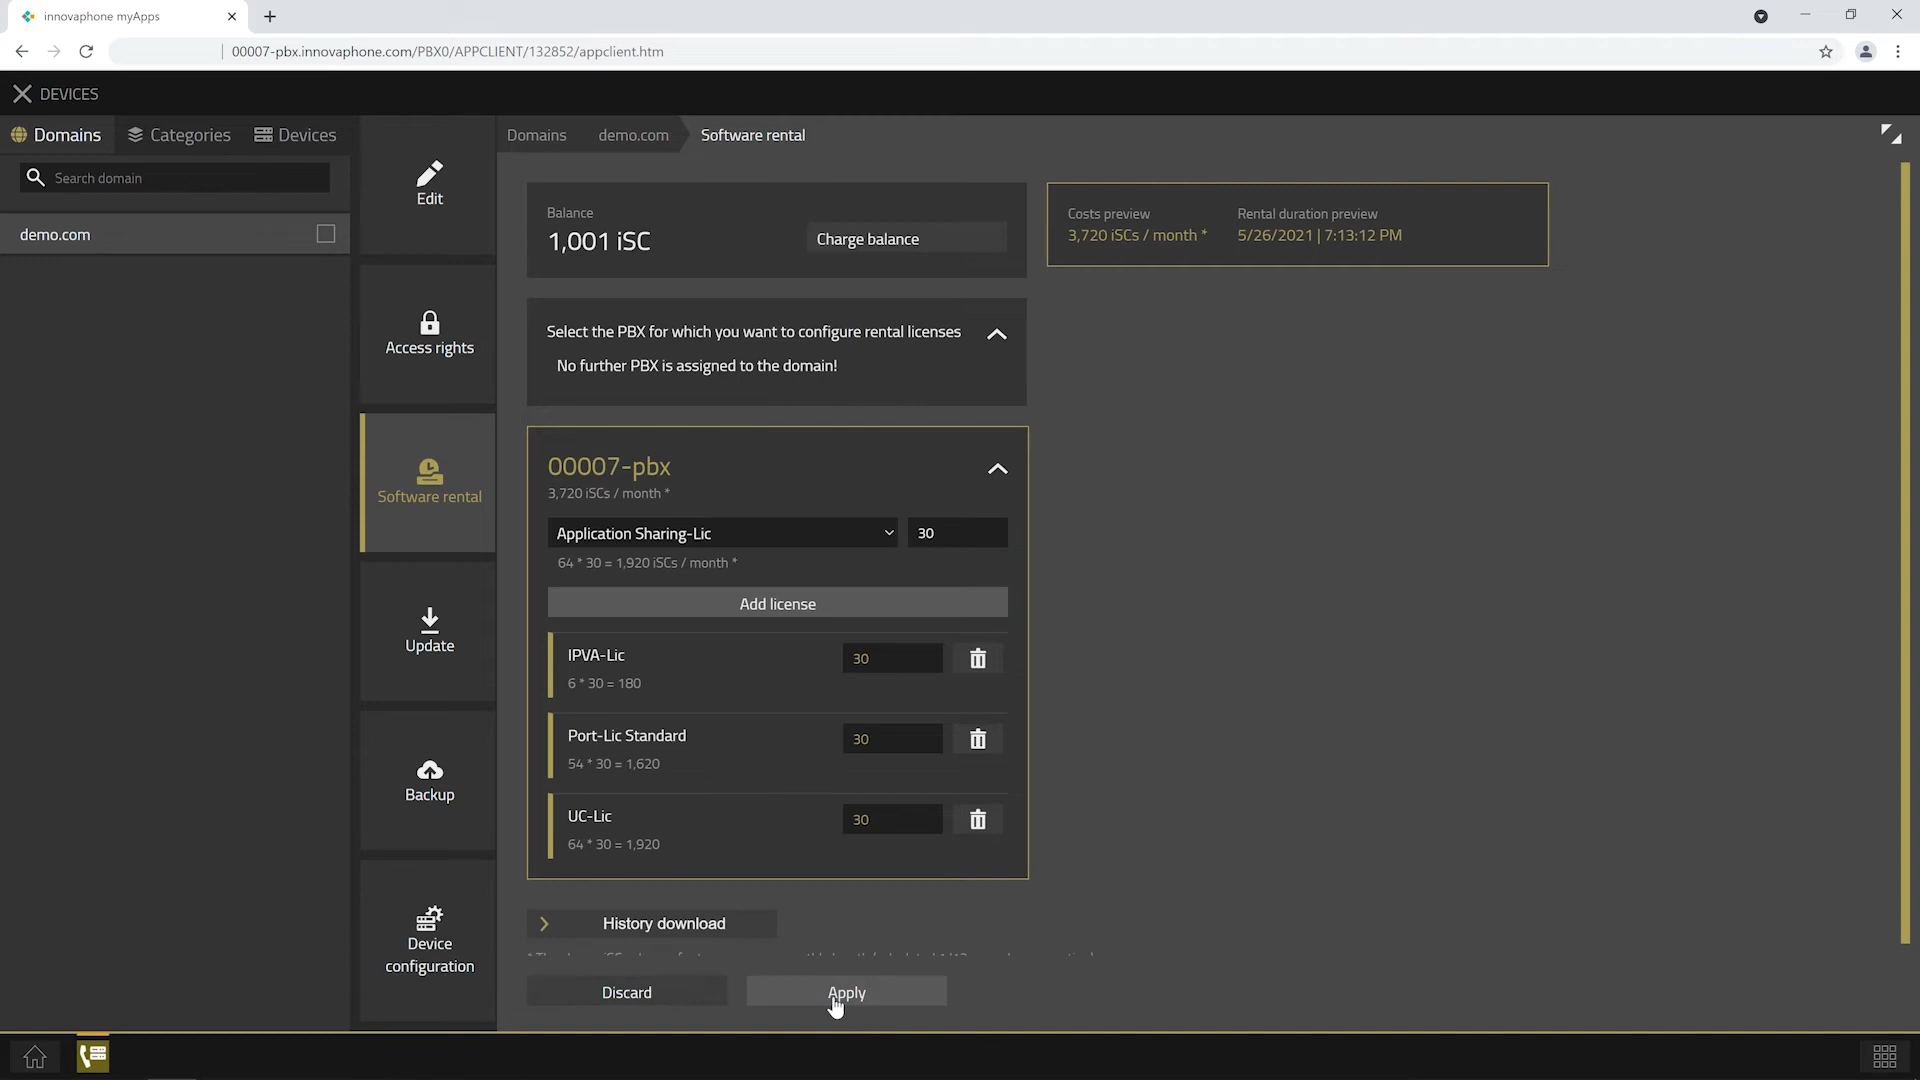 innovaphone myApps
00007-pbx.innovaphone.com/PBX0/APPCLIENT/132852/appclient.htm
DEVICES
Domains Categories Devices
Search domain
demo.com
Edit
Access rights
Software rental
Update
Backup
Device
configuration
Domains demo.com Software rental
Balance
1,001 iSC
Charge balance
Costs preview
3,720 iSCs / month *
Rental duration preview
5/26/2021 | 7:13:12 PM
Select the PBX for which you want to configure rental licenses
No further PBX is assigned to the domain!
00007-pbx
3,720 iSCs / month *
Application Sharing-Lic 30
64 * 30 = 1,920 iSCs / month *
Add license
IPVA-Lic 30
6 * 30 = 180
Port-Lic Standard 30
54 * 30 = 1,620
UC-Lic 30
64 * 30 = 1,920
History download
Discard Apply